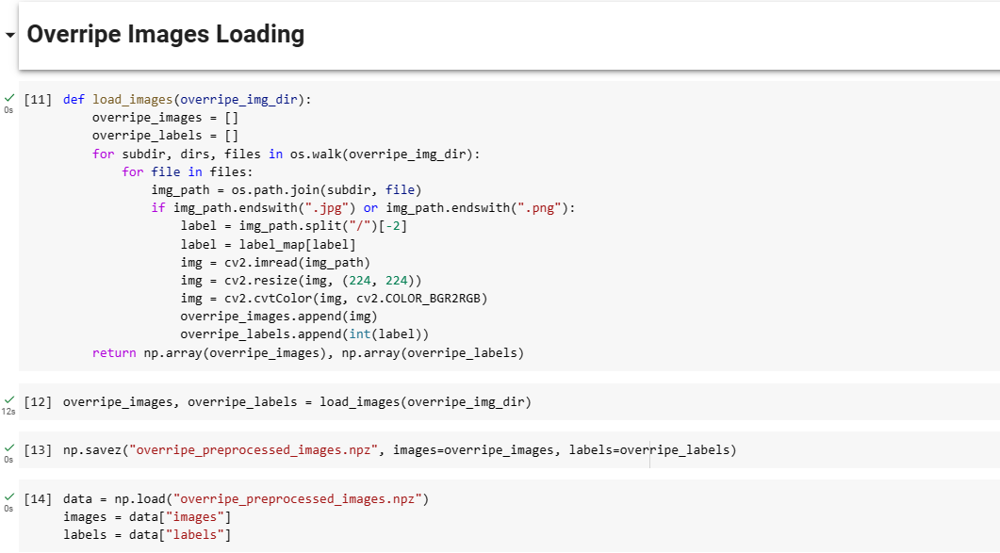 Overripe Images Loading
0s
[11] def load_images(overripe_img_dir):
    overripe_images = []
    overripe_labels = []
    for subdir, dirs, files in os.walk(overripe_img_dir):
        for file in files:
            img_path = os.path.join(subdir, file)
            if img_path.endswith(".jpg") or img_path.endswith(".png"):
                label = img_path.split("/")[-2]
                label = label_map[label]
                img = cv2.imread(img_path)
                img = cv2.resize(img, (224, 224))
                img = cv2.cvtColor(img, cv2.COLOR_BGR2RGB)
                overripe_images.append(img)
                overripe_labels.append(int(label))
    return np.array(overripe_images), np.array(overripe_labels)
[12] overripe_images, overripe_labels = load_images(overripe_img_dir)
12s
[13] np.savez("overripe_preprocessed_images.npz", images=overripe_images, labels=overripe_labels)
0s
[14] data = np.load("overripe_preprocessed_images.npz")
0s
images = data["images"]
labels = data["labels"]